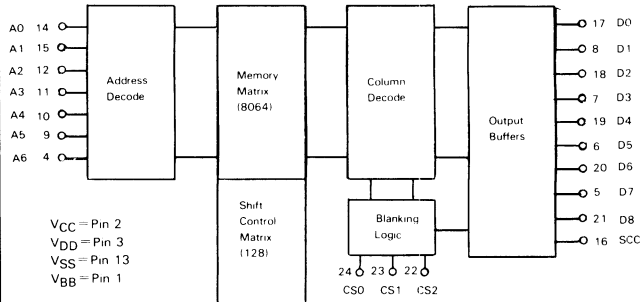 A0 14
A1 15
A2 12
A3 11
A4 10
A5 9
A6 4
Address
Decode
Memory
Matrix
(8064)
Shift
Control
Matrix
(128)
Column
Decode
Blanking
Logic
Output
Buffers
17 D0
8 D1
18 D2
7 D3
19 D4
6 D5
20 D6
5 D7
21 D8
16 SCC
24 23 22
CS0 CS1 CS2
VCC = Pin 2
VDD = Pin 3
VSS = Pin 13
VBB = Pin 1